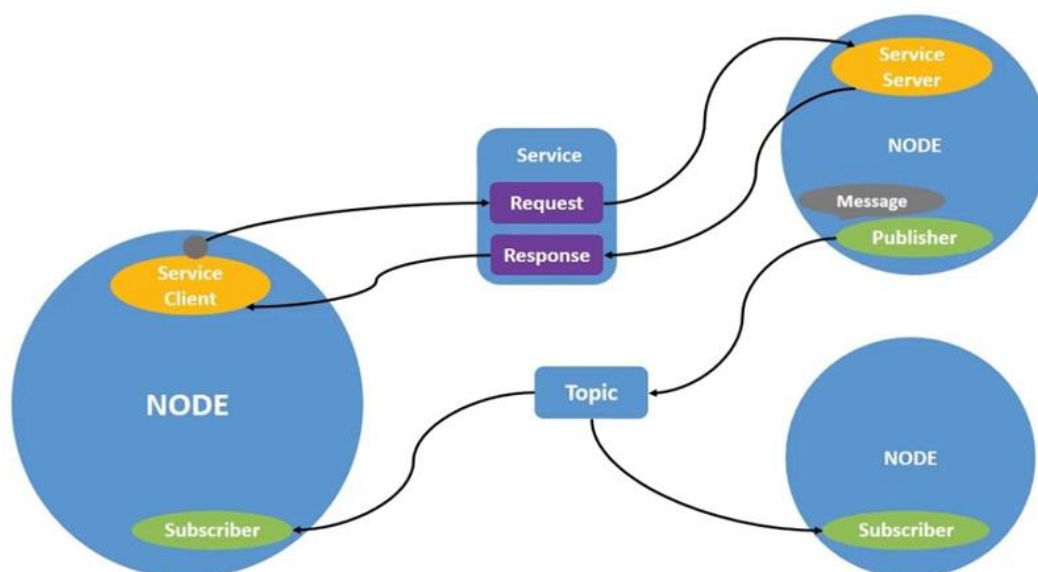 Service
Server
NODE
Message
Publisher
Service
Request
Response
Service
Client
NODE
Subscriber
Topic
NODE
Subscriber